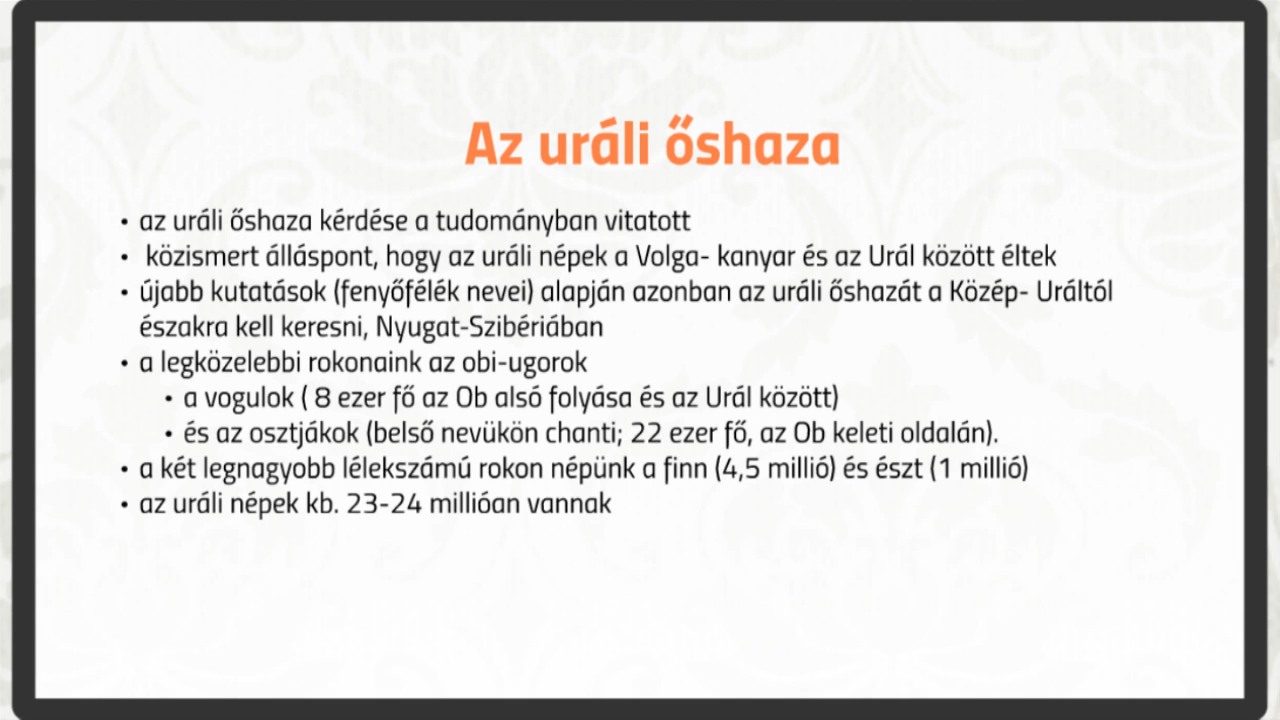 Az uráli őshaza
• az uráli őshaza kérdése a tudományban vitatott
• közismert álláspont, hogy az uráli népek a Volga- kanyar és az Urál között éltek
• újabb kutatások (fenyőfélék nevei) alapján azonban az uráli őshazát a Közép- Uráltól
északra kell keresni, Nyugat-Szibériában
• a legközelebbi rokonaink az obi-ugorok
• a vogulok ( 8 ezer fő az Ob alsó folyása és az Urál között)
• és az osztjákok (belső nevükön chanti; 22 ezer fő, az Ob keleti oldalán).
• a két legnagyobb lélekszámú rokon népünk a finn (4,5 millió) és észt (1 millió)
• az uráli népek kb. 23-24 millióan vannak